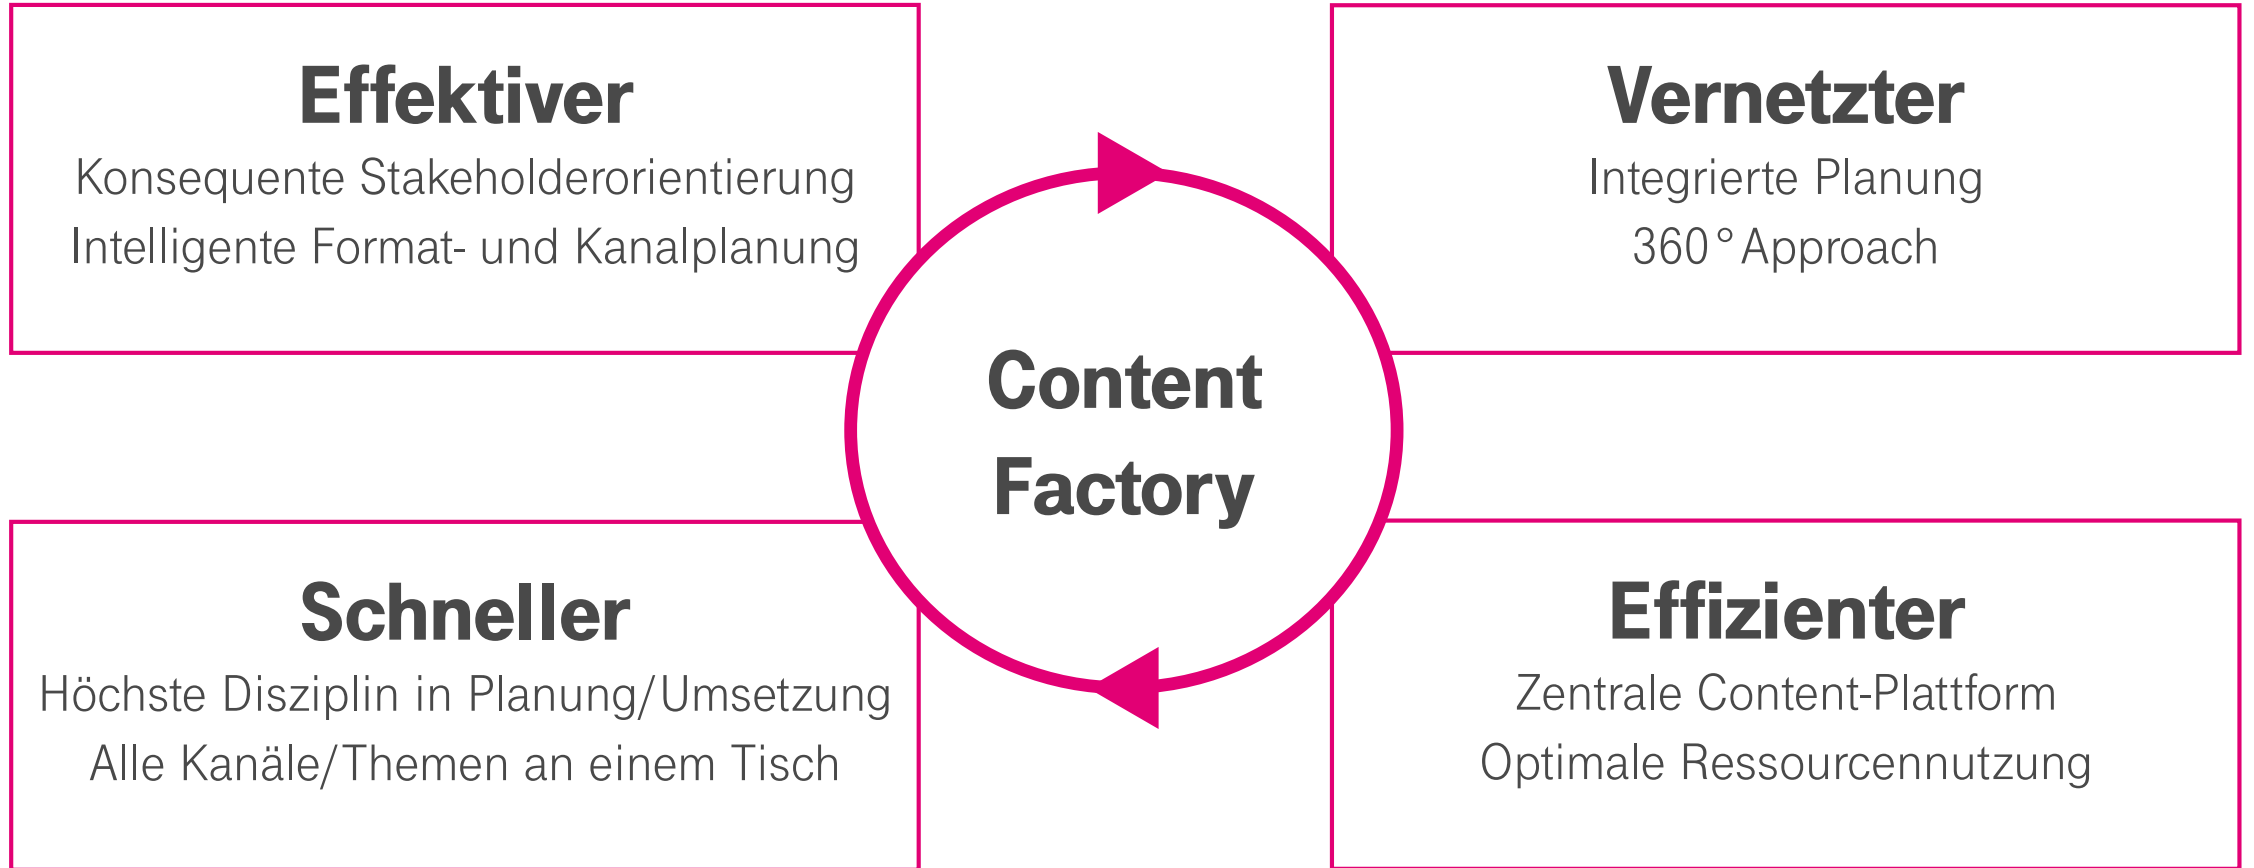 Effektiver
Konsequente Stakeholderorientierung
Intelligente Format- und Kanalplanung
Vernetzter
Integrierte Planung
360° Approach
Content
Factory
Schneller
Höchste Disziplin in Planung/Umsetzung
Alle Kanäle/Themen an einem Tisch
Effizienter
Zentrale Content-Plattform
Optimale Ressourcennutzung